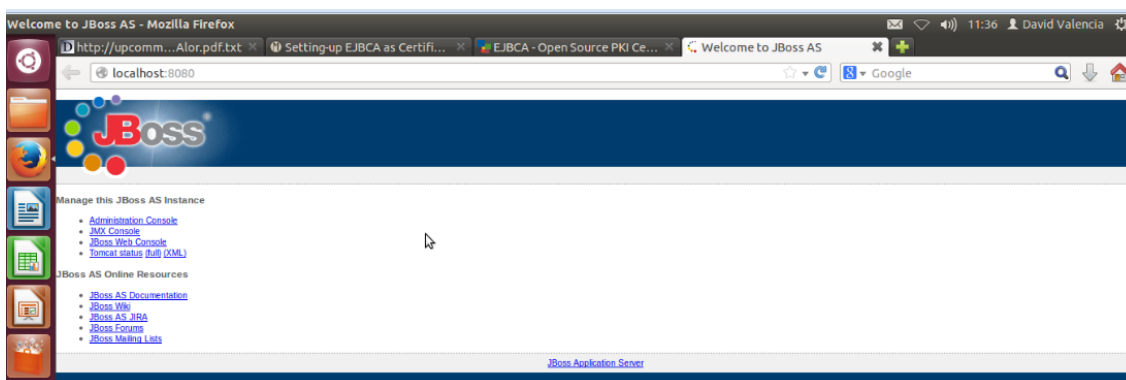 Welcome to JBoss AS - Mozilla Firefox 11:36 David Valencia
http://upcomm...Alor.pdf.txt Setting-up EJBCA as Certifi... EJBCA - Open Source PKI Ce... Welcome to JBoss AS
localhost:8080 Google
JBoss
Manage this JBoss AS Instance
Administration Console
JMX Console
JBoss Web Console
Tomcat status (full) (XML)
JBoss AS Online Resources
JBoss AS Documentation
JBoss Wiki
JBoss AS JIRA
JBoss Forums
JBoss Mailing Lists
JBoss Application Server